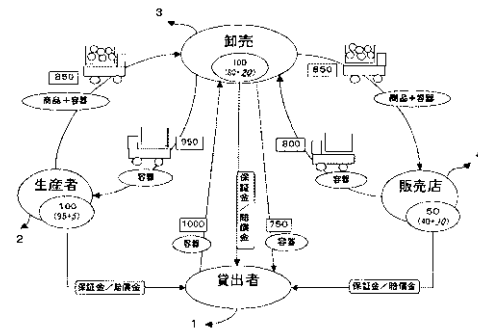 3
卸売
100
(80+20)
850
850
商品+容器
商品+容器
950
800
容器
容器
生産者
100
(95+5)
2
販売店
50
(40+10)
4
保証金/賠償金
1000
750
容器
容器
保証金/賠償金
貸出者
保証金/賠償金
1